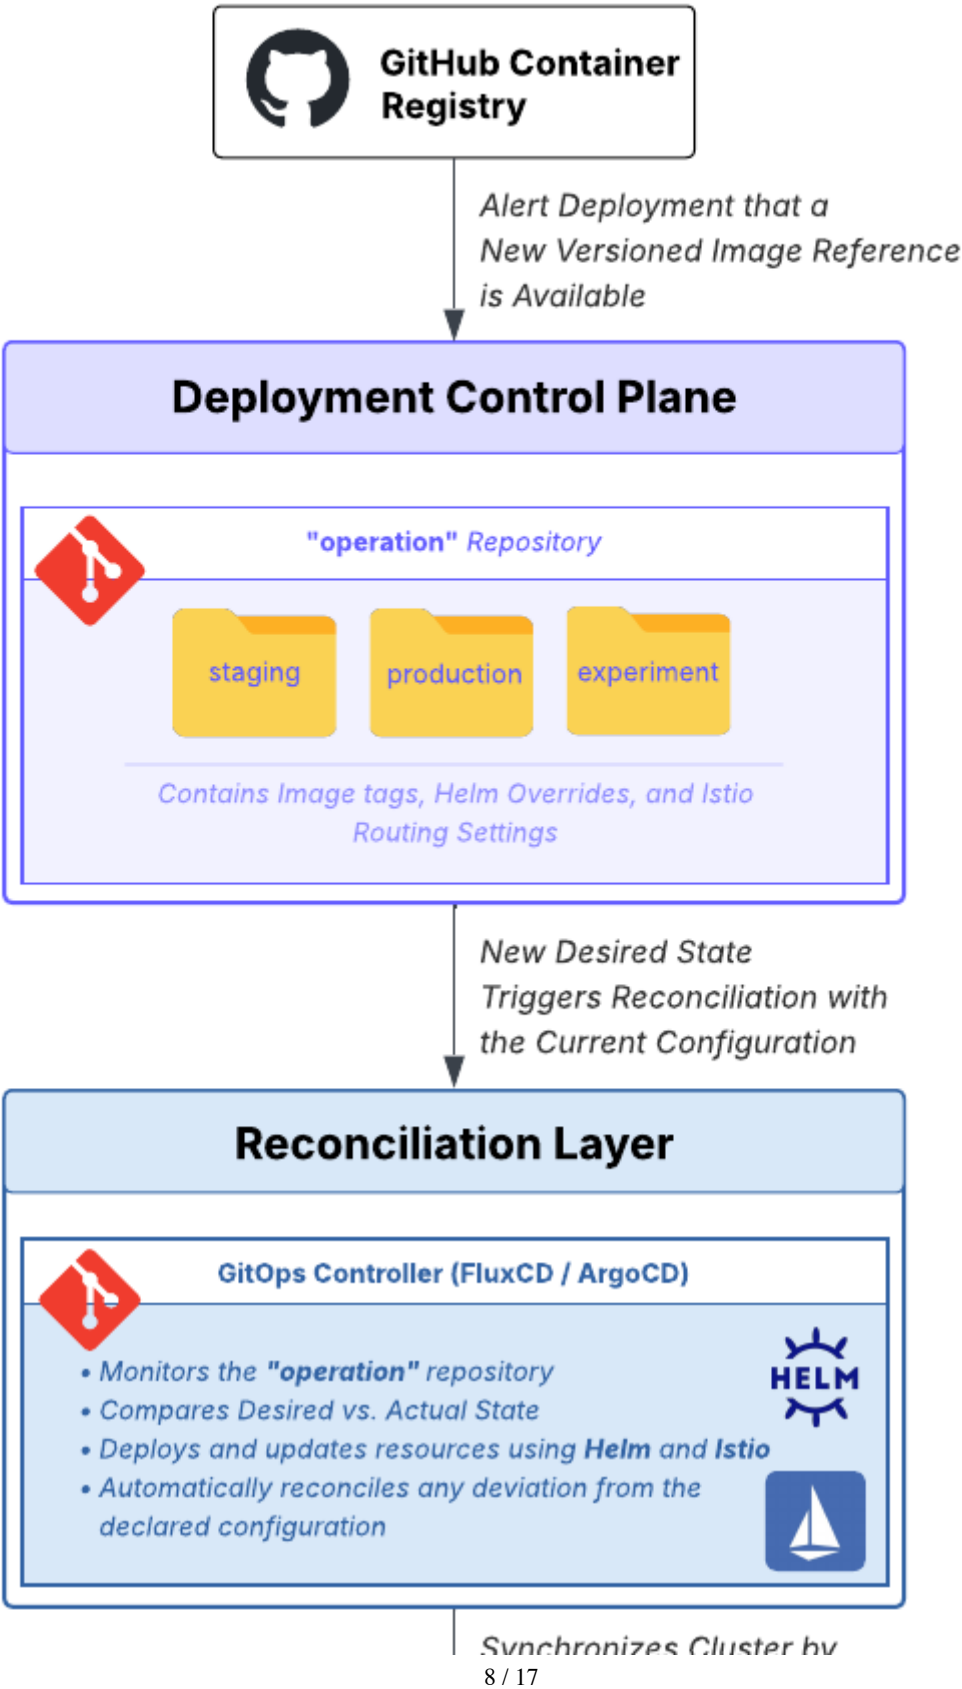 GitHub Container
Registry
Alert Deployment that a
New Versioned Image Reference
is Available
Deployment Control Plane
"operation" Repository
staging
production
experiment
Contains Image tags, Helm Overrides, and Istio
Routing Settings
New Desired State
Triggers Reconciliation with
the Current Configuration
Reconciliation Layer
GitOps Controller (FluxCD / ArgoCD)
• Monitors the "operation" repository
• Compares Desired vs. Actual State
• Deploys and updates resources using Helm and Istio
• Automatically reconciles any deviation from the
declared configuration
HELM
Synchronizes Cluster by
8 / 17